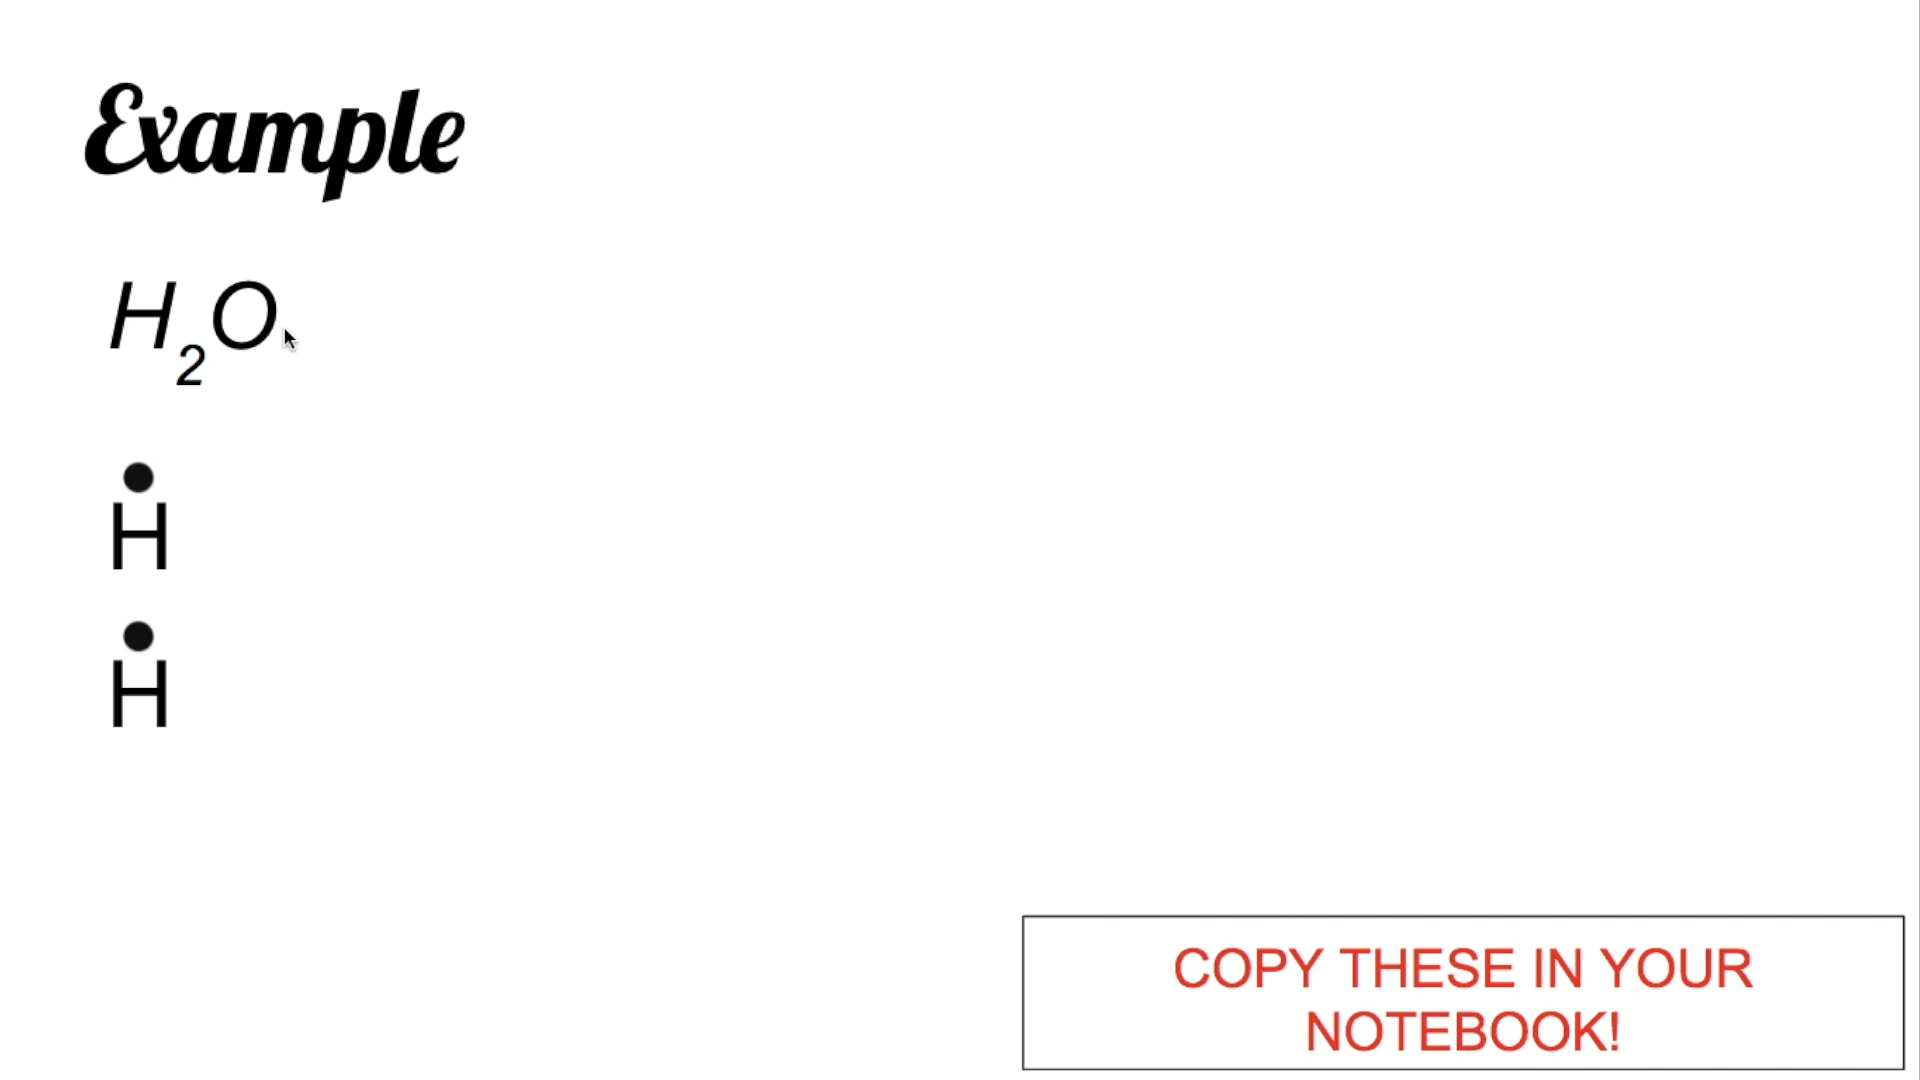 Example
H₂O
H
H
COPY THESE IN YOUR
NOTEBOOK!